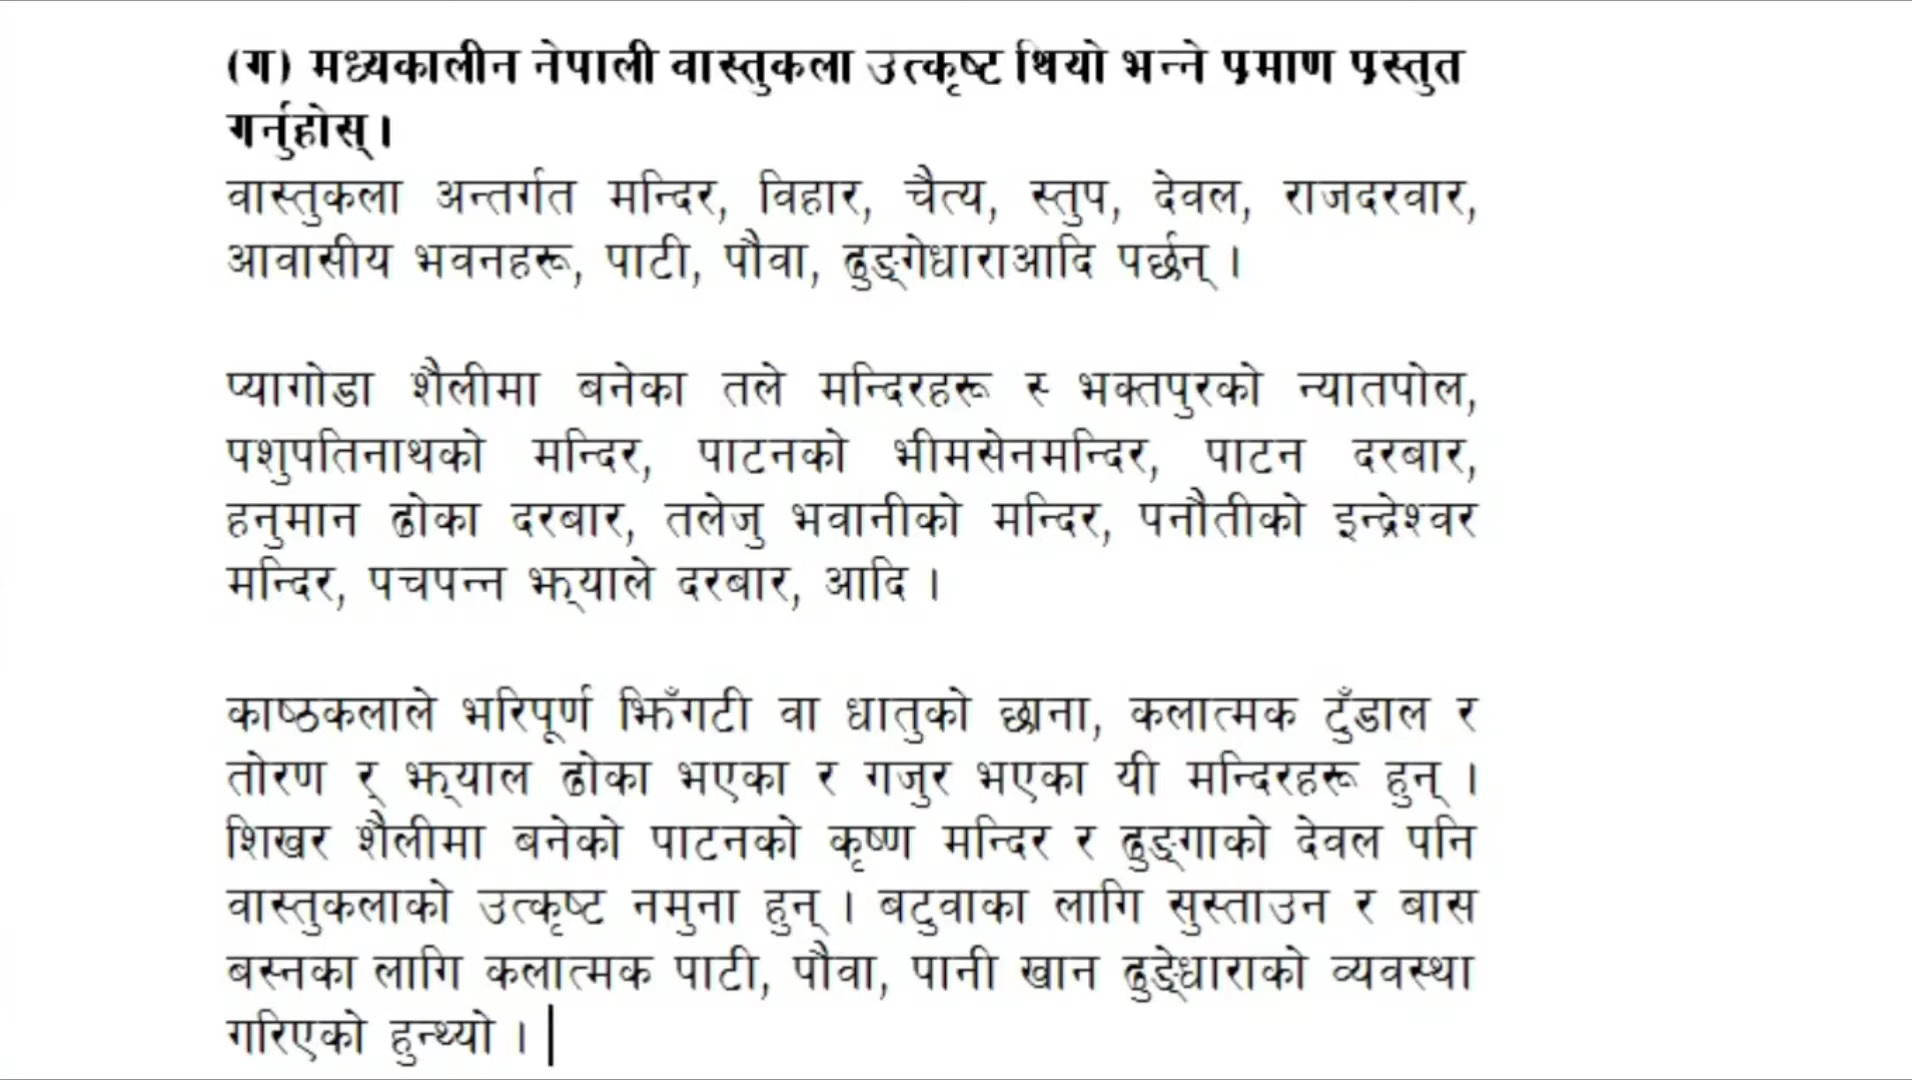 (ग) मध्यकालीन नेपाली वास्तुकला उत्कृष्ट थियो भन्ने प्रमाण प्रस्तुत
गर्नुहोस्।
वास्तुकला अन्तर्गत मन्दिर, विहार, चैत्य, स्तुप, देवल, राजदरवार,
आवासीय भवनहरू, पाटी, पौवा, ढुङ्गेधाराआदि पर्छन् ।
प्यागोडा शैलीमा बनेका तले मन्दिरहरू स्र भक्तपुरको न्यातपोल,
पशुपतिनाथको मन्दिर, पाटनको भीमसेनमन्दिर, पाटन दरबार,
हनुमान ढोका दरबार, तलेजु भवानीको मन्दिर, पनौतीको इन्द्रेश्वर
मन्दिर, पचपन्न झ्याले दरबार, आदि ।
काष्ठकलाले भरिपूर्ण झिँगटी वा धातुको छाना, कलात्मक टुँडाल र
तोरण र् झ्याल ढोका भएका र गजुर भएका यी मन्दिरहरू हुन् ।
शिखर शैलीमा बनेको पाटनको कृष्ण मन्दिर र ढुङ्गाको देवल पनि
वास्तुकलाको उत्कृष्ट नमुना हुन् । बटुवाका लागि सुस्ताउन र बास
बस्नका लागि कलात्मक पाटी, पौवा, पानी खान ढुङेधाराको व्यवस्था
गरिएको हुन्थ्यो ।